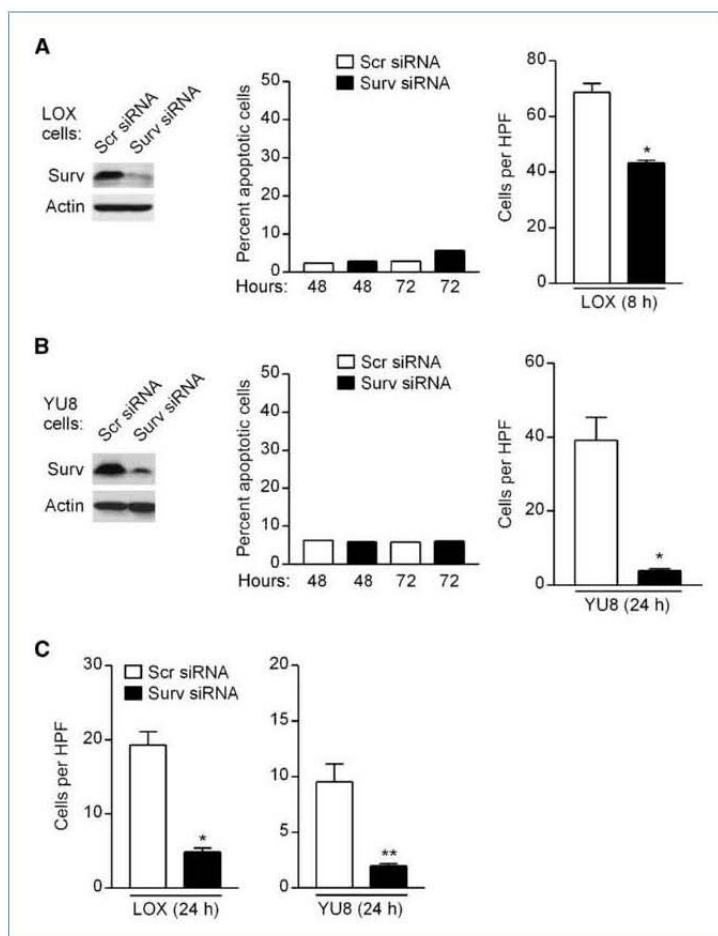 A
LOX
cells:
Scr siRNA
Surv siRNA
Surv
Actin
Scr siRNA
Surv siRNA
Percent apoptotic cells
50
40
30
20
10
0
Hours: 48 48 72 72
Cells per HPF
80
60
40
20
0
*
LOX (8 h)
B
YU8
cells:
Scr siRNA
Surv siRNA
Surv
Actin
Scr siRNA
Surv siRNA
Percent apoptotic cells
50
40
30
20
10
0
Hours: 48 48 72 72
Cells per HPF
60
40
20
0
*
YU8 (24 h)
C
Scr siRNA
Surv siRNA
Cells per HPF
30
20
10
0
*
LOX (24 h)
20
15
10
5
0
**
YU8 (24 h)